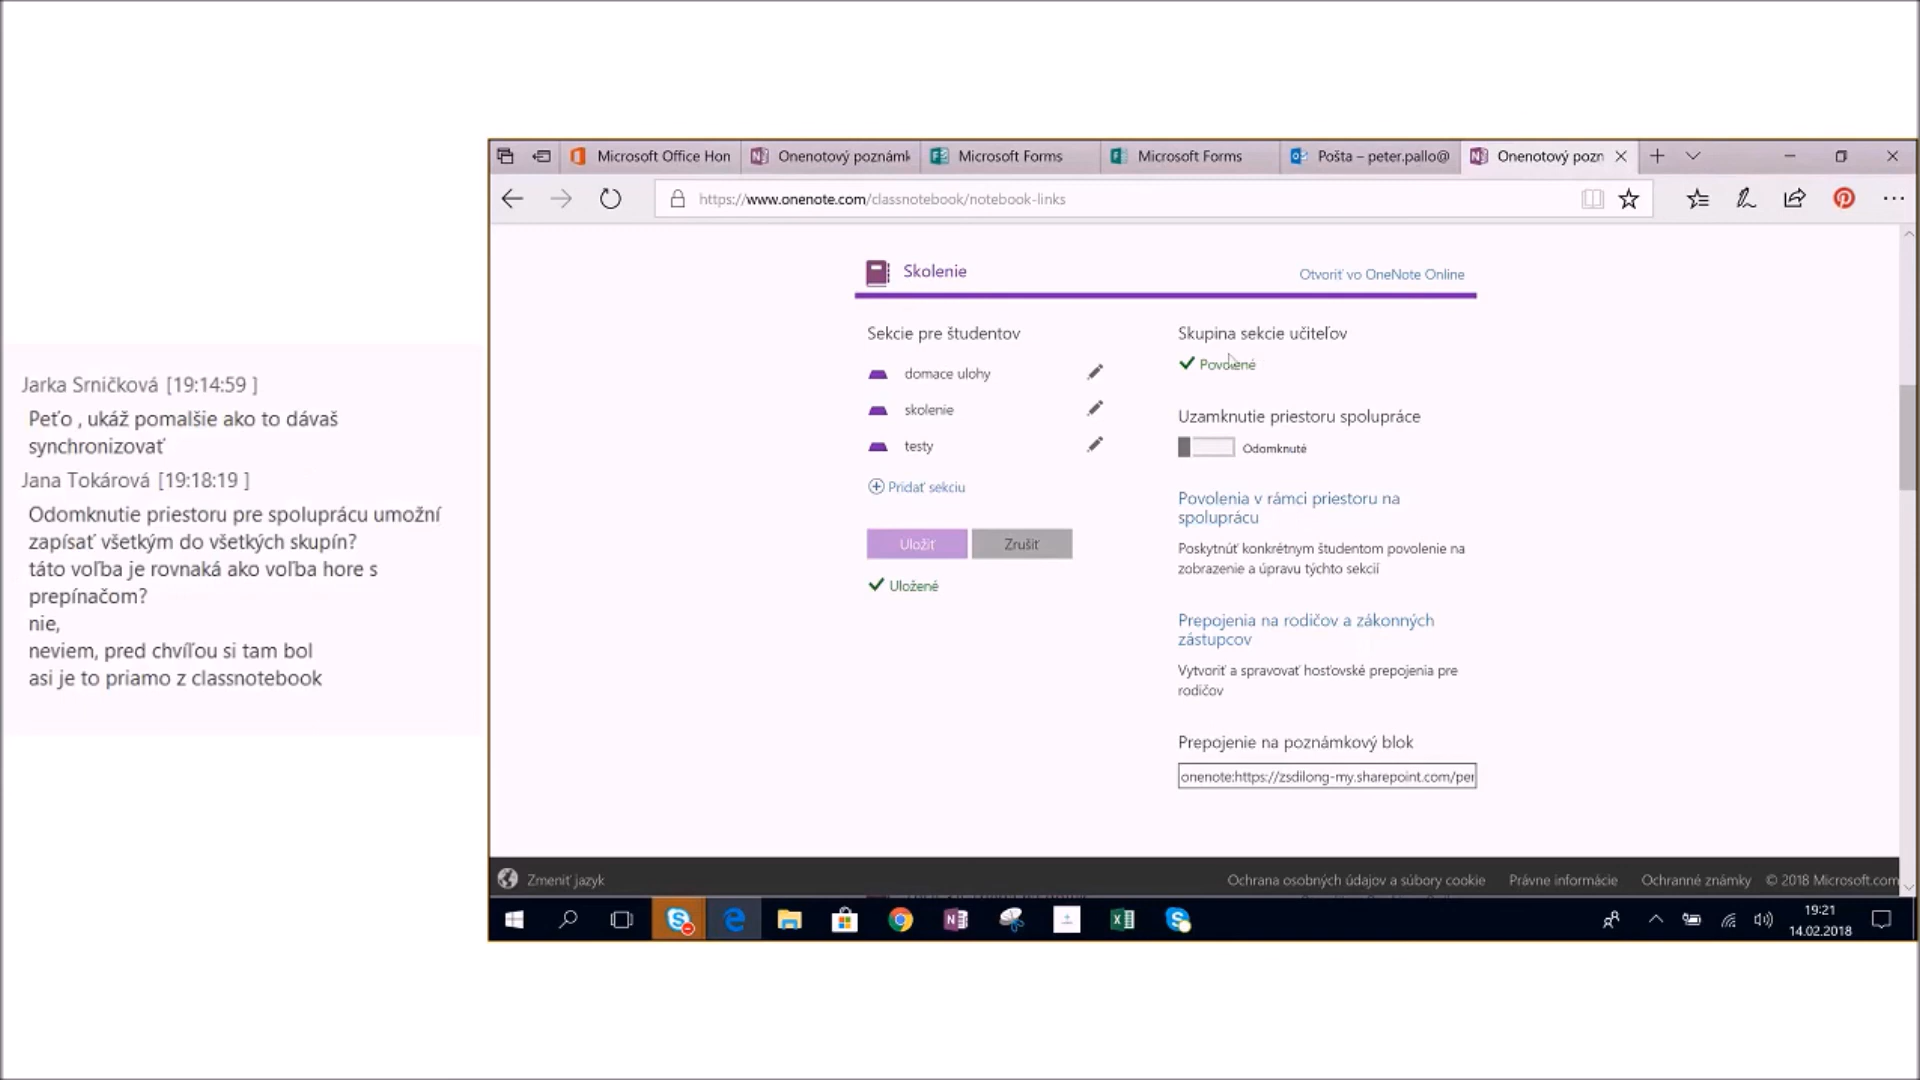 Jarka Srničková [19:14:59 ]
Peťo , ukáž pomalšie ako to dávaš
synchronizovať
Jana Tokárová [19:18:19 ]
Odomknutie priestoru pre spoluprácu umožní
zapísať všetkým do všetkých skupín?
táto voľba je rovnaká ako voľba hore s
prepínačom?
nie,
neviem, pred chvíľou si tam bol
asi je to priamo z classnotebook
Microsoft Office Hon
Onenotový poznámk
Microsoft Forms
Microsoft Forms
Pošta – peter.pallo@
Onenotový pozn
https://www.onenote.com/classnotebook/notebook-links
Skolenie
Otvoriť vo OneNote Online
Sekcie pre študentov
domace ulohy
skolenie
testy
Pridať sekciu
Uložiť
Zrušiť
Uložené
Skupina sekcie učiteľov
Povolené
Uzamknutie priestoru spolupráce
Odomknuté
Povolenia v rámci priestoru na
spoluprácu
Poskytnúť konkrétnym študentom povolenie na
zobrazenie a úpravu týchto sekcií
Prepojenia na rodičov a zákonných
zástupcov
Vytvoriť a spravovať hosťovské prepojenia pre
rodičov
Prepojenie na poznámkový blok
onenote:https://zsdilong-my.sharepoint.com/per
Zmeniť jazyk
Ochrana osobných údajov a súbory cookie
Právne informácie
Ochranné známky
© 2018 Microsoft.com
19:21
14.02.2018